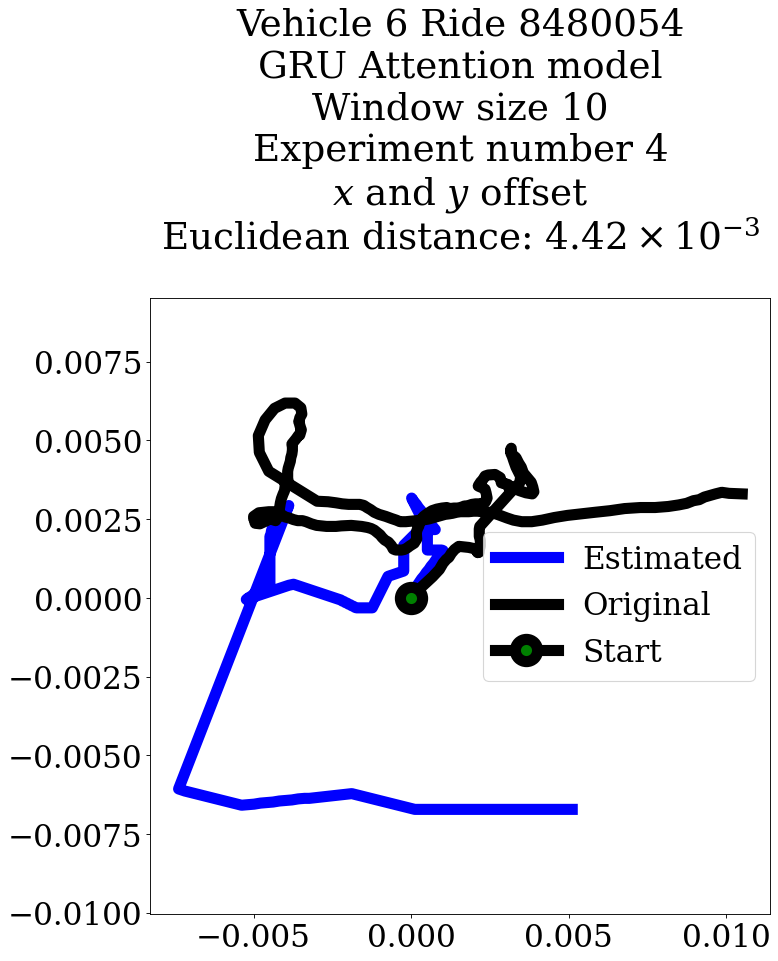 Vehicle 6 Ride 8480054
GRU Attention model
Window size 10
Experiment number 4
x and y offset
Euclidean distance: 4.42 × 10⁻³
0.0075
0.0050
0.0025
0.0000
−0.0025
−0.0050
−0.0075
−0.0100
Estimated
Original
Start
−0.005 0.000 0.005 0.010